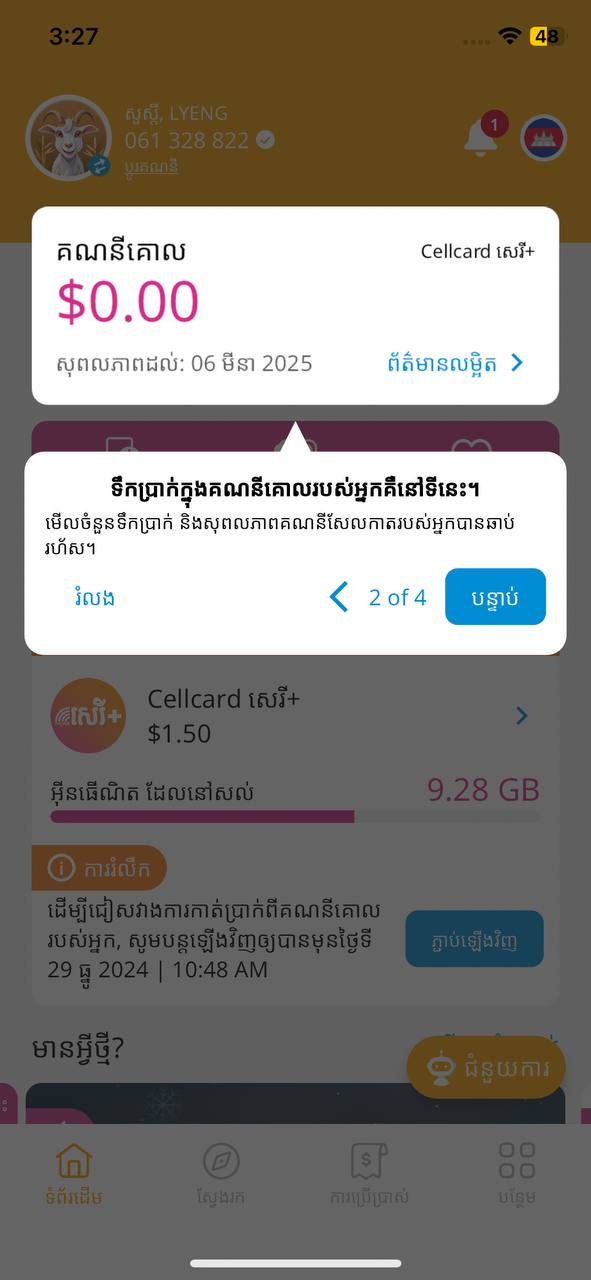 3:27
48
សួស្តី, LYENG
061 328 822
ប្តូរគណនី
1
គណនីគោល
Cellcard សេរី+
$0.00
សុពលភាពដល់: 06 មីនា 2025
ព័ត៌មានលម្អិត
ទឹកប្រាក់ក្នុងគណនីគោលរបស់អ្នកគឺនៅទីនេះ។
មើលចំនួនទឹកប្រាក់ និងសុពលភាពគណនីសែលកាតរបស់អ្នកបានឆាប់
រហ័ស។
រំលង
2 of 4
បន្ទាប់
សេរី+
Cellcard សេរី+
$1.50
អ៊ីនធើណិត ដែលនៅសល់
9.28 GB
ការរំលឹក
ដើម្បីជៀសវាងការកាត់ប្រាក់ពីគណនីគោល
របស់អ្នក, សូមបន្តឡើងវិញឲ្យបានមុនថ្ងៃទី
29 ធ្នូ 2024 | 10:48 AM
ភ្ជាប់ឡើងវិញ
មានអ្វីថ្មី?
ជំនួយការ
ទំព័រដើម
ស្វែងរក
ការប្រើប្រាស់
បន្ថែម